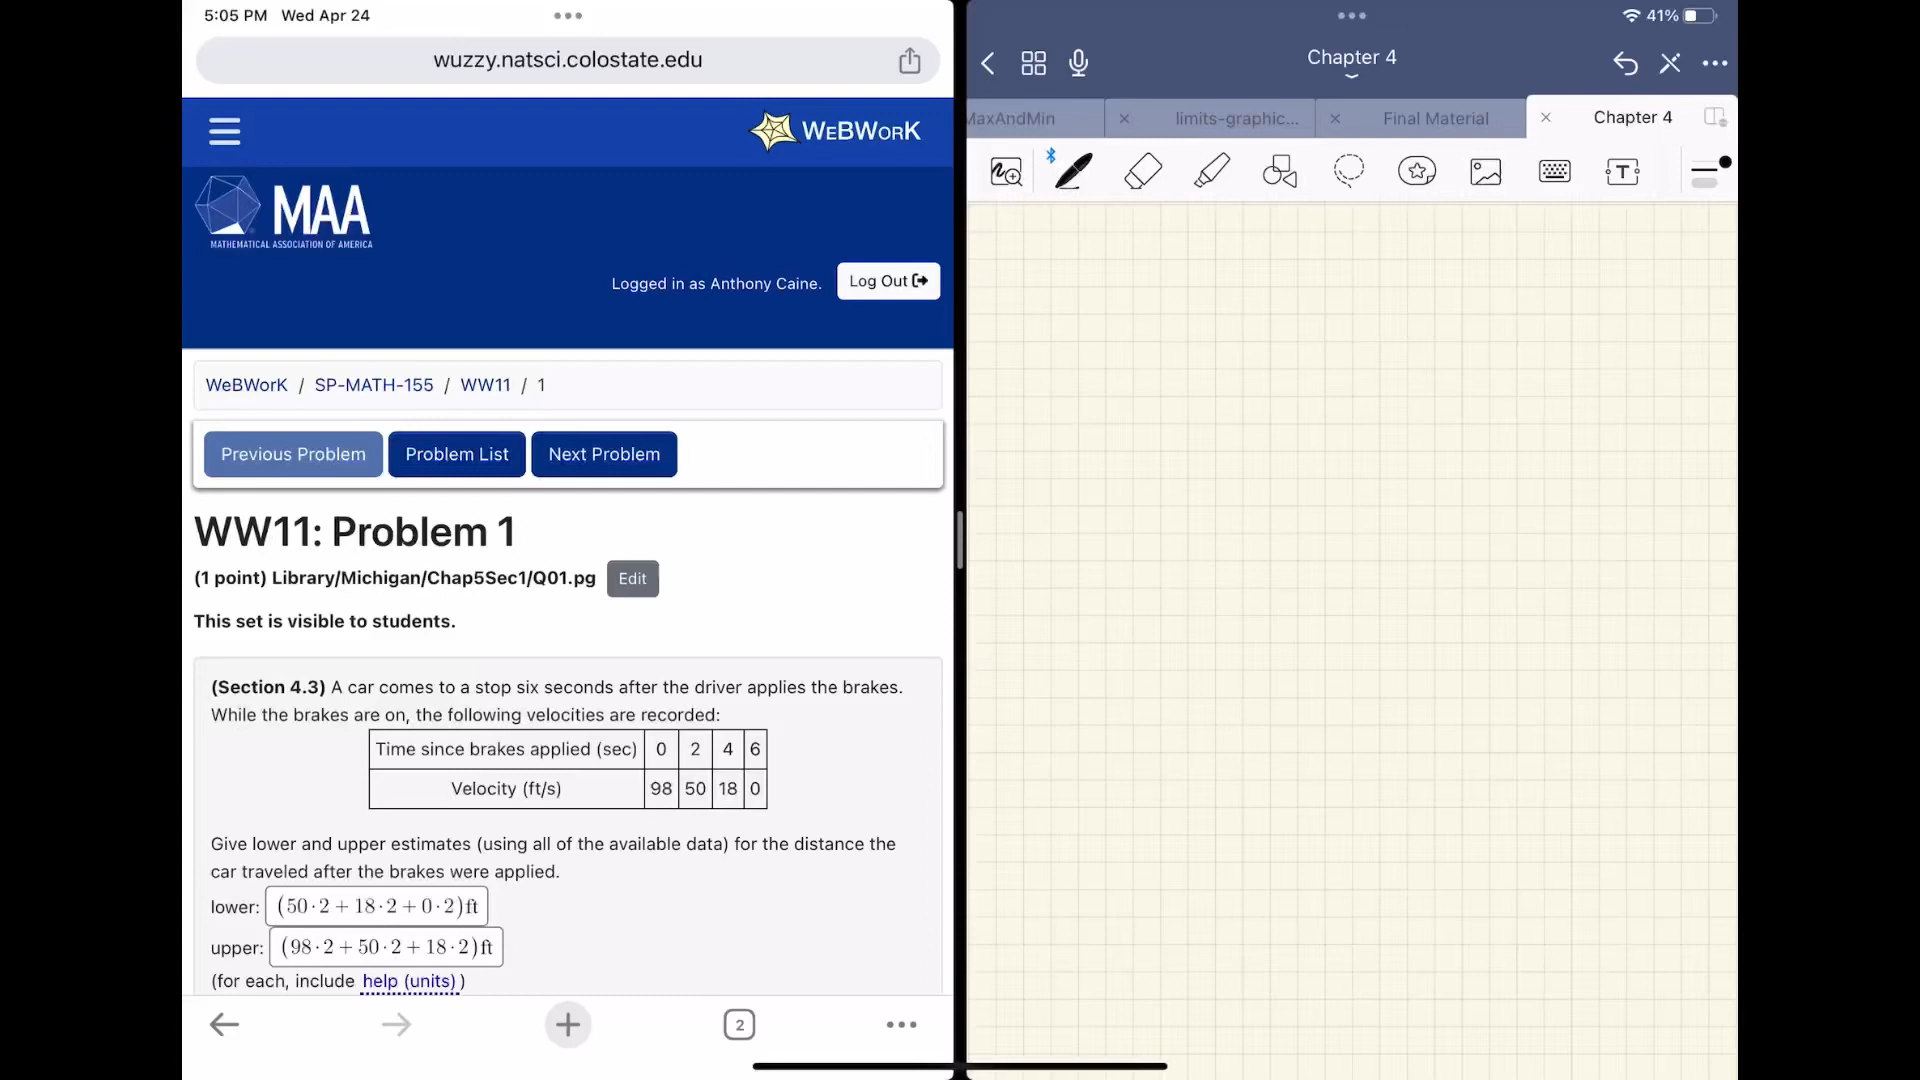 5:05 PM Wed Apr 24
wuzzy.natsci.colostate.edu
WeBWorK
MAA
MATHEMATICAL ASSOCIATION OF AMERICA
Logged in as Anthony Caine.
Log Out
WeBWorK / SP-MATH-155 / WW11 / 1
Previous Problem
Problem List
Next Problem
WW11: Problem 1
(1 point) Library/Michigan/Chap5Sec1/Q01.pg
Edit
This set is visible to students.
(Section 4.3) A car comes to a stop six seconds after the driver applies the brakes.
While the brakes are on, the following velocities are recorded:
Time since brakes applied (sec) 0 2 4 6
Velocity (ft/s) 98 50 18 0
Give lower and upper estimates (using all of the available data) for the distance the
car traveled after the brakes were applied.
lower: (50·2+18·2+0·2)ft
upper: (98·2+50·2+18·2)ft
(for each, include help (units))
2
41%
Chapter 4
MaxAndMin
limits-graphic...
Final Material
Chapter 4
T